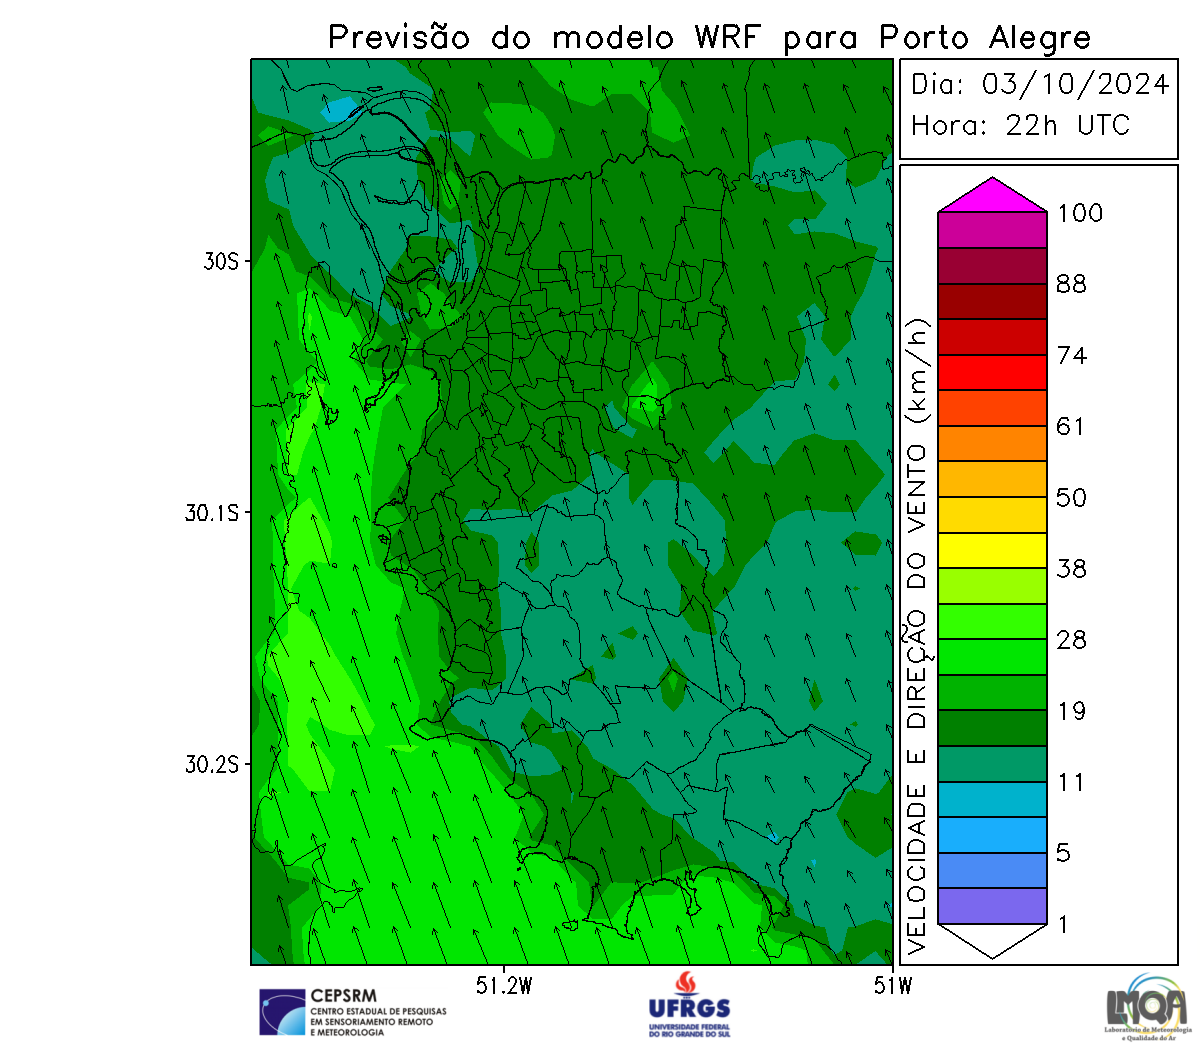 Previsão do modelo WRF para Porto Alegre
Dia: 03/10/2024
Hora: 22h UTC
30S
30.1S
30.2S
51.2W
51W
VELOCIDADE E DIREÇÃO DO VENTO (km/h)
100
88
74
61
50
38
28
19
11
5
1
CEPSRM
CENTRO ESTADUAL DE PESQUISAS
EM SENSORIAMENTO REMOTO
E METEOROLOGIA
UFRGS
UNIVERSIDADE FEDERAL
DO RIO GRANDE DO SUL
LMQA
Laboratório de Meteorologia
e Qualidade do Ar